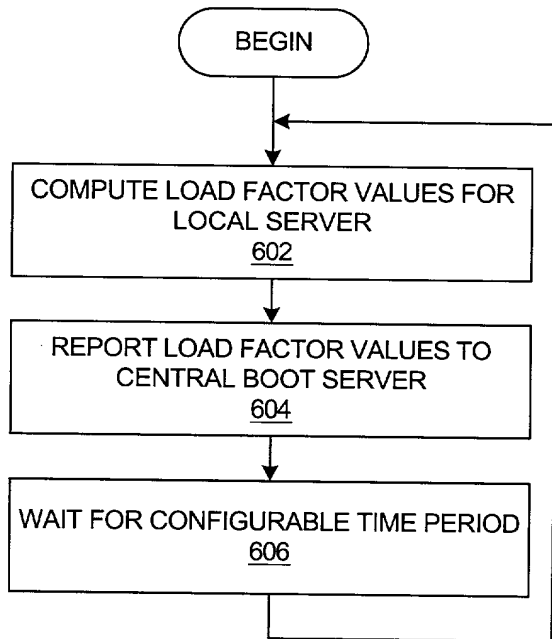 BEGIN
COMPUTE LOAD FACTOR VALUES FOR
LOCAL SERVER
602
REPORT LOAD FACTOR VALUES TO
CENTRAL BOOT SERVER
604
WAIT FOR CONFIGURABLE TIME PERIOD
606